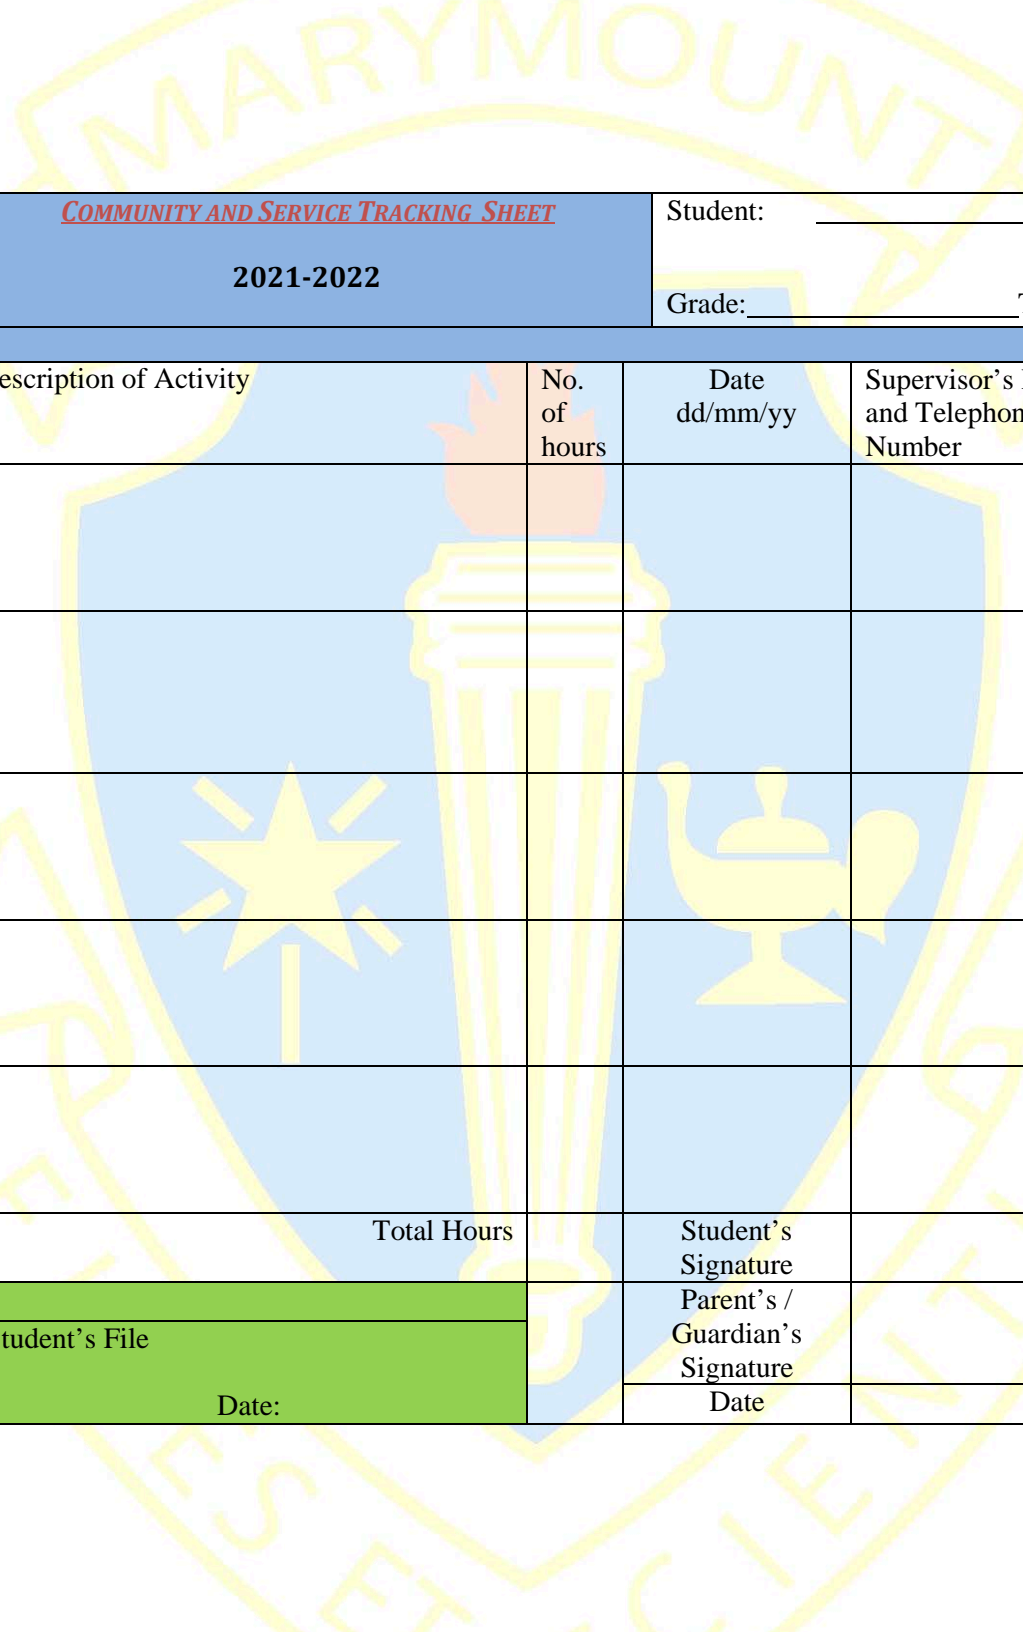 MARYMOUNT
COMMUNITY AND SERVICE TRACKING SHEET
Student:
2021-2022
Grade:
escription of Activity
No.
of
hours
Date
dd/mm/yy
Supervisor’s
and Telephon
Number
Total Hours
Student’s
Signature
Parent’s /
Guardian’s
Signature
tudent’s File
Date:
Date